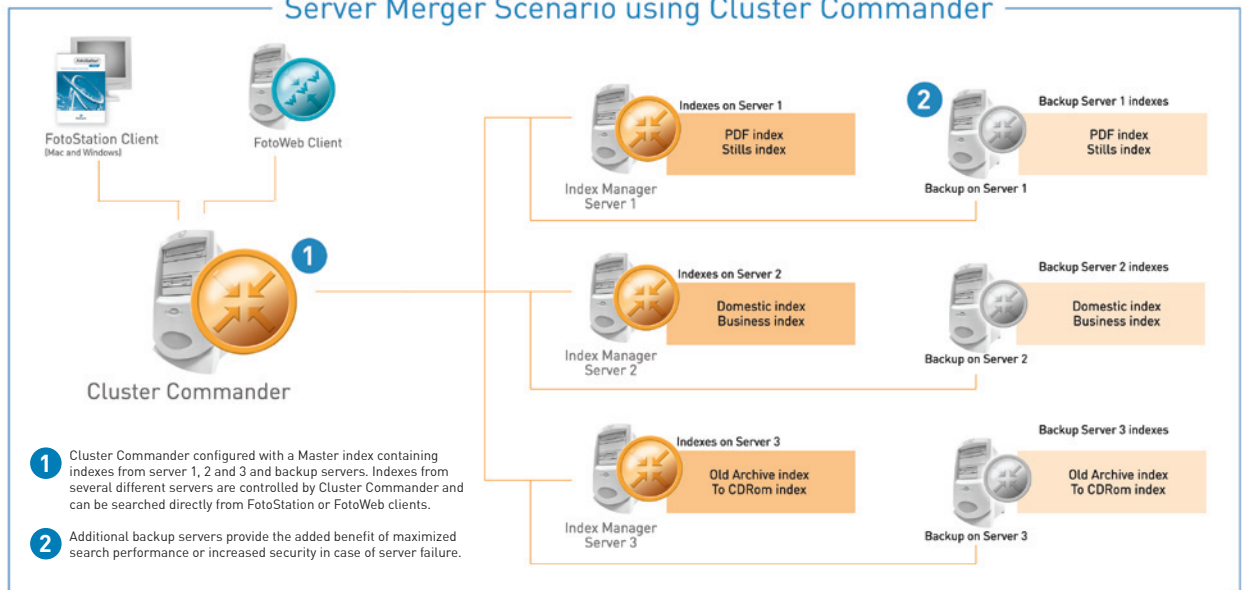 Server Merger Scenario using Cluster Commander
FotoStation
FotoStation Client
(Mac and Windows)
FotoWeb Client
1
Cluster Commander
Indexes on Server 1
PDF index
Stills index
Index Manager
Server 1
2
Backup Server 1 indexes
PDF index
Stills index
Backup on Server 1
Indexes on Server 2
Domestic index
Business index
Index Manager
Server 2
Backup Server 2 indexes
Domestic index
Business index
Backup on Server 2
Indexes on Server 3
Old Archive index
To CDRom index
Index Manager
Server 3
Backup Server 3 indexes
Old Archive index
To CDRom index
Backup on Server 3
1
Cluster Commander configured with a Master index containing
indexes from server 1, 2 and 3 and backup servers. Indexes from
several different servers are controlled by Cluster Commander and
can be searched directly from FotoStation or FotoWeb clients.
2
Additional backup servers provide the added benefit of maximized
search performance or increased security in case of server failure.